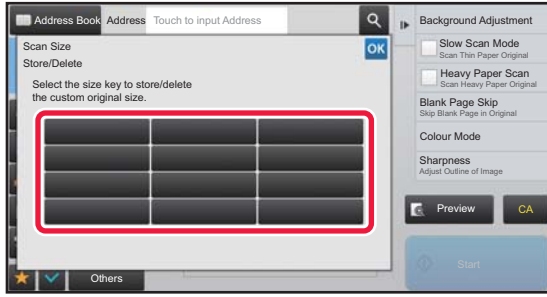 Address Book Address Touch to input Address
Scan Size
OK
Store/Delete
Select the size key to store/delete
the custom original size.
Others
Background Adjustment
Slow Scan Mode
Scan Thin Paper Original
Heavy Paper Scan
Scan Heavy Paper Original
Blank Page Skip
Skip Blank Page in Original
Colour Mode
Sharpness
Adjust Outline of Image
Preview
CA
Start